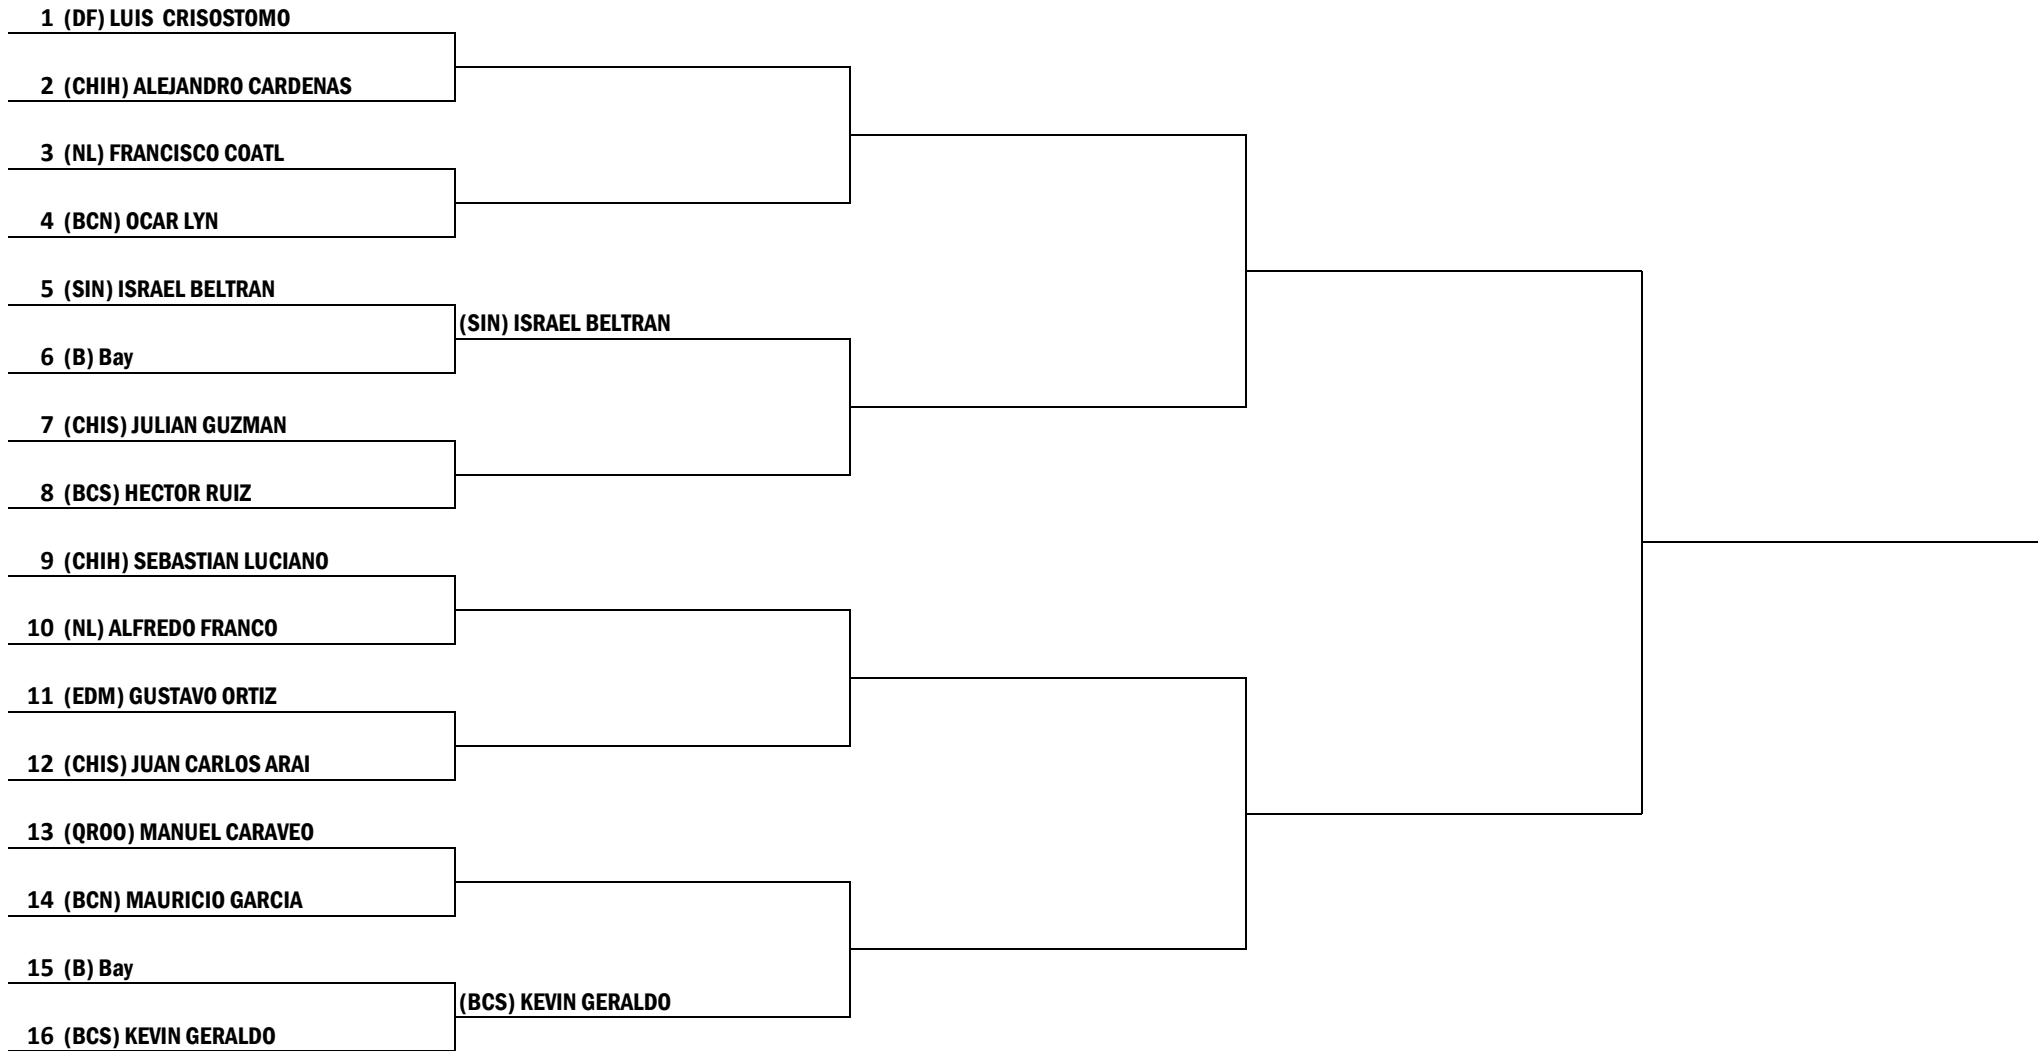 1 (DF) LUIS  CRISOSTOMO
2 (CHIH) ALEJANDRO CARDENAS
3 (NL) FRANCISCO COATL
4 (BCN) OCAR LYN
5 (SIN) ISRAEL BELTRAN
(SIN) ISRAEL BELTRAN
6 (B) Bay
7 (CHIS) JULIAN GUZMAN
8 (BCS) HECTOR RUIZ
9 (CHIH) SEBASTIAN LUCIANO
10 (NL) ALFREDO FRANCO
11 (EDM) GUSTAVO ORTIZ
12 (CHIS) JUAN CARLOS ARAI
13 (QROO) MANUEL CARAVEO
14 (BCN) MAURICIO GARCIA
15 (B) Bay
(BCS) KEVIN GERALDO
16 (BCS) KEVIN GERALDO